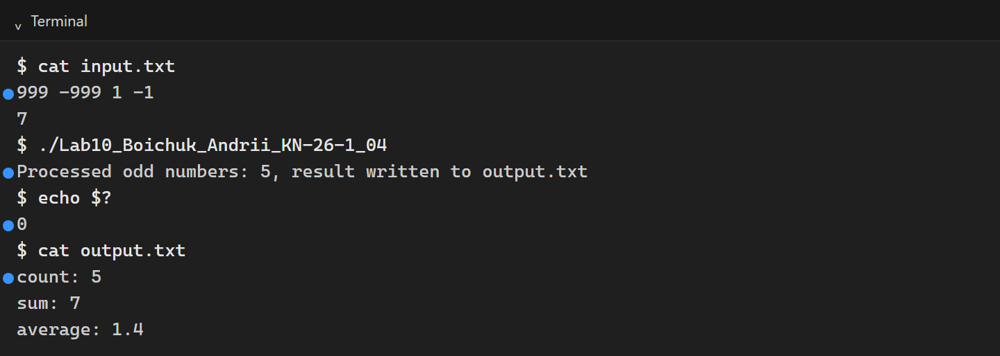 Terminal
$ cat input.txt
999 -999 1 -1
7
$ ./Lab10_Boichuk_Andrii_KN-26-1_04
Processed odd numbers: 5, result written to output.txt
$ echo $?
0
$ cat output.txt
count: 5
sum: 7
average: 1.4